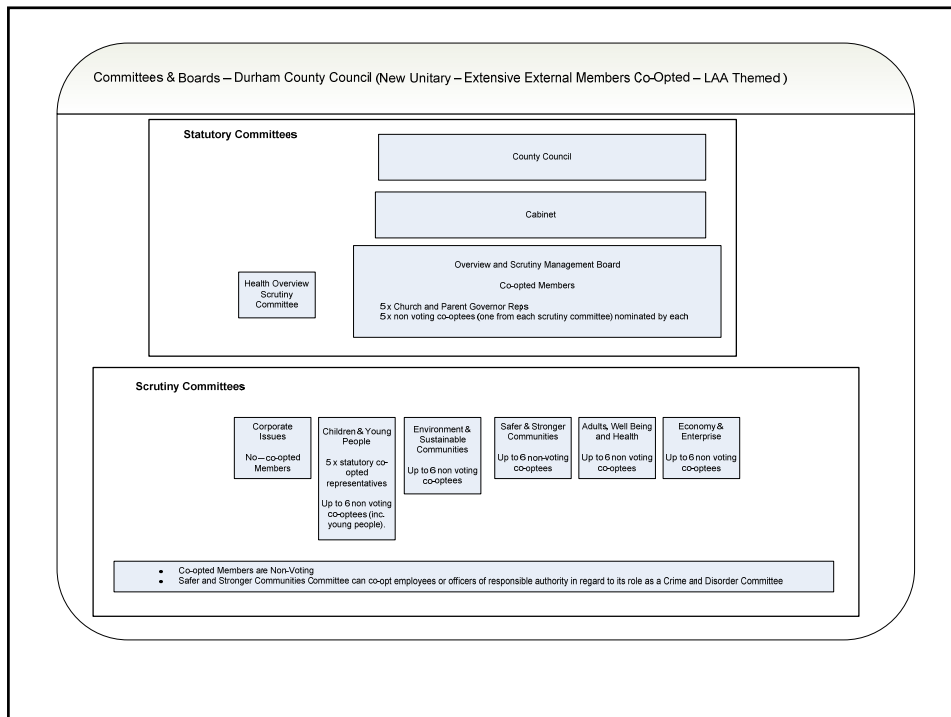 Committees & Boards – Durham County Council (New Unitary – Extensive External Members Co-Opted – LAA Themed )
Statutory Committees
County Council
Cabinet
Health Overview
Scrutiny
Committee
Overview and Scrutiny Management Board
Co-opted Members
5 x Church and Parent Governor Reps
5 x non voting co-optees (one from each scrutiny committee) nominated by each
Scrutiny Committees
Corporate
Issues
No – co-opted
Members
Children & Young
People
5 x statutory co-
opted
representatives
Up to 6 non voting
co-optees (inc.
young people).
Environment &
Sustainable
Communities
Up to 6 non voting
co-optees
Safer & Stronger
Communities
Up to 6 non-voting
co-optees
Adults, Well Being
and Health
Up to 6 non voting
co-optees
Economy &
Enterprise
Up to 6 non voting
co-optees
• Co-opted Members are Non-Voting
• Safer and Stronger Communities Committee can co-opt employees or officers of responsible authority in regard to its role as a Crime and Disorder Committee